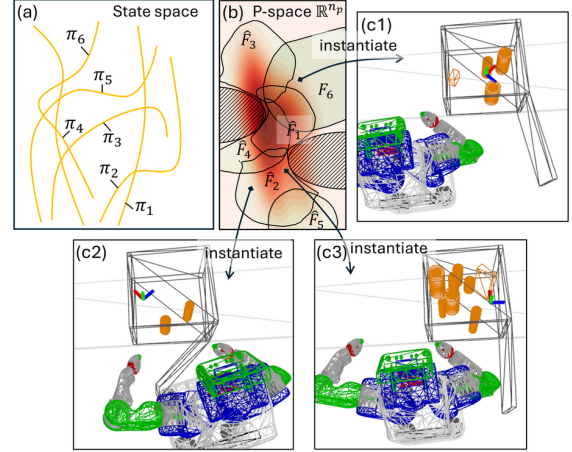 (a)
State space
π₆
π₅
π₄
π₃
π₂
π₁
(b)
P-space ℝⁿᵖ
F̂₃
F₆
F̂₁
F̂₄
F̂₂
F̂₅
instantiate
(c1)
(c2)
instantiate
(c3)
instantiate